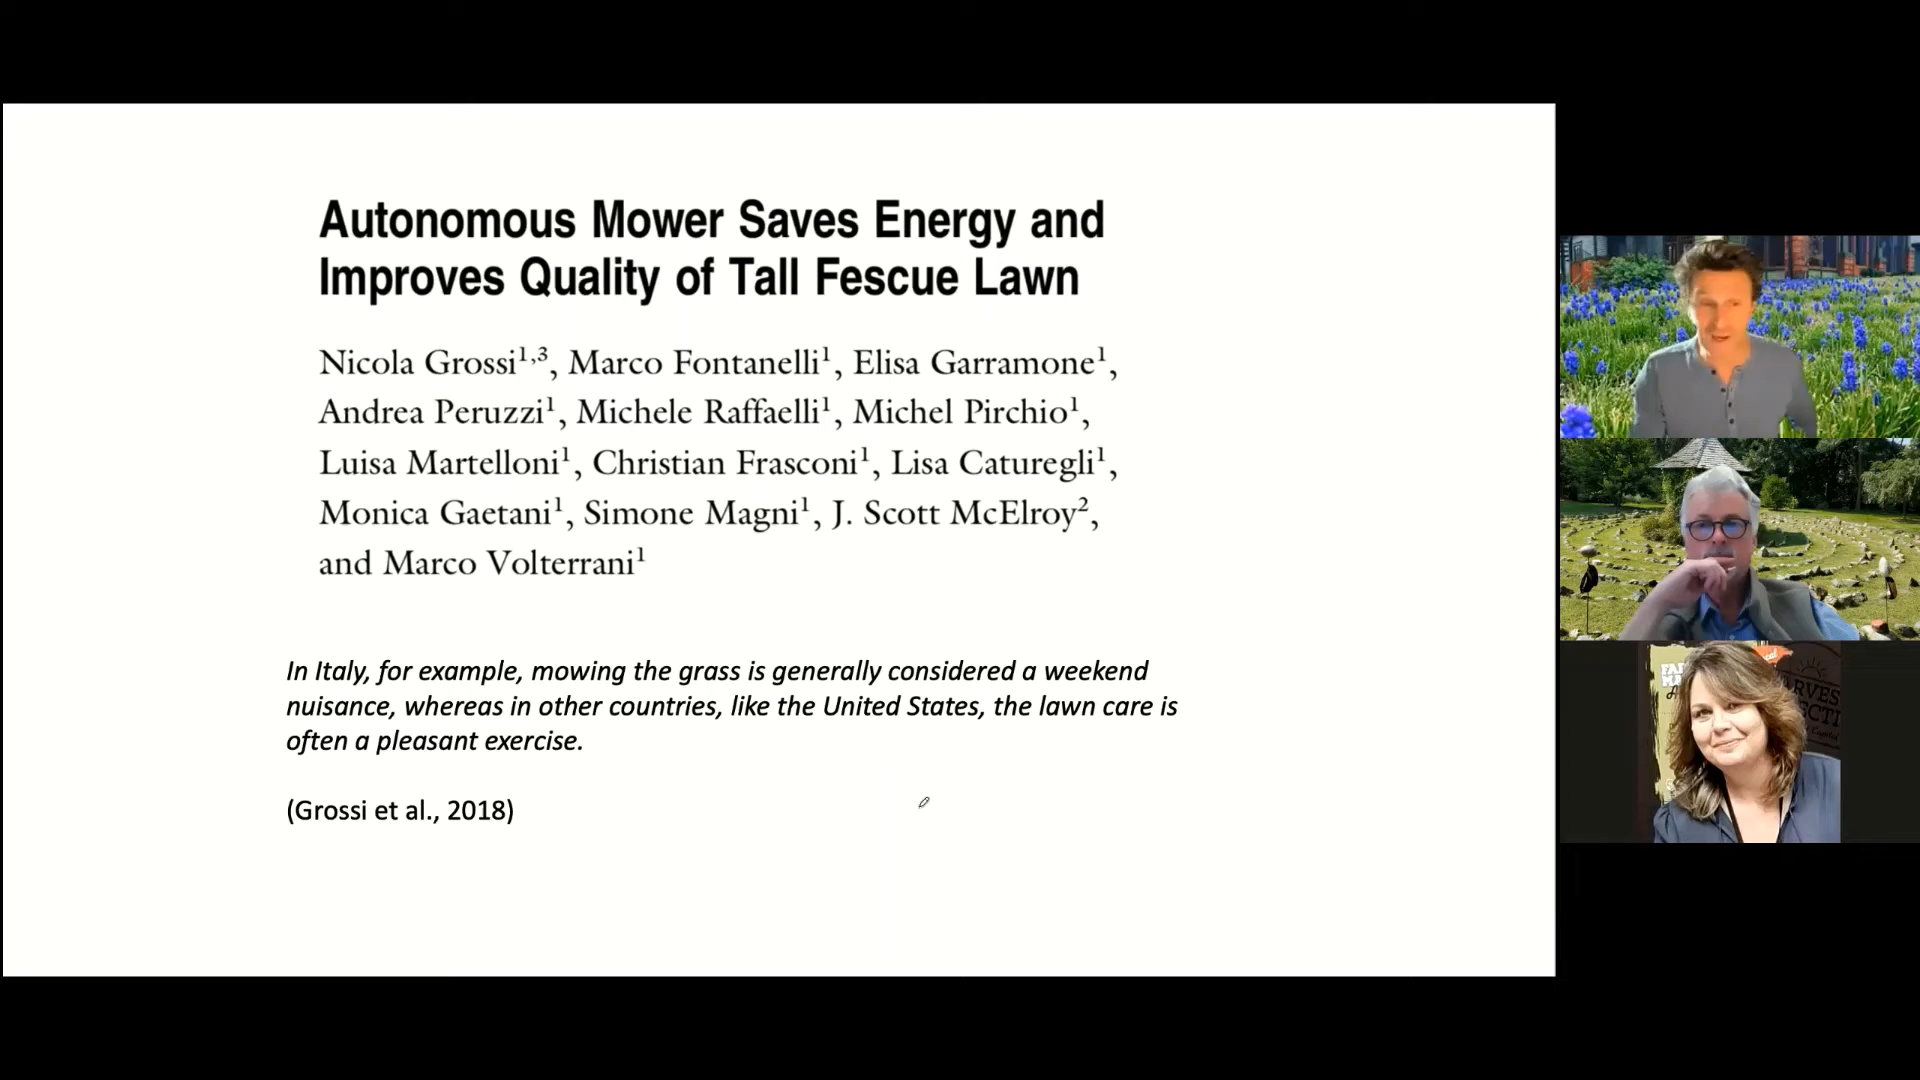 Autonomous Mower Saves Energy and
Improves Quality of Tall Fescue Lawn
Nicola Grossi1,3, Marco Fontanelli1, Elisa Garramone1,
Andrea Peruzzi1, Michele Raffaelli1, Michel Pirchio1,
Luisa Martelloni1, Christian Frasconi1, Lisa Caturegli1,
Monica Gaetani1, Simone Magni1, J. Scott McElroy2,
and Marco Volterrani1
In Italy, for example, mowing the grass is generally considered a weekend
nuisance, whereas in other countries, like the United States, the lawn care is
often a pleasant exercise.
(Grossi et al., 2018)